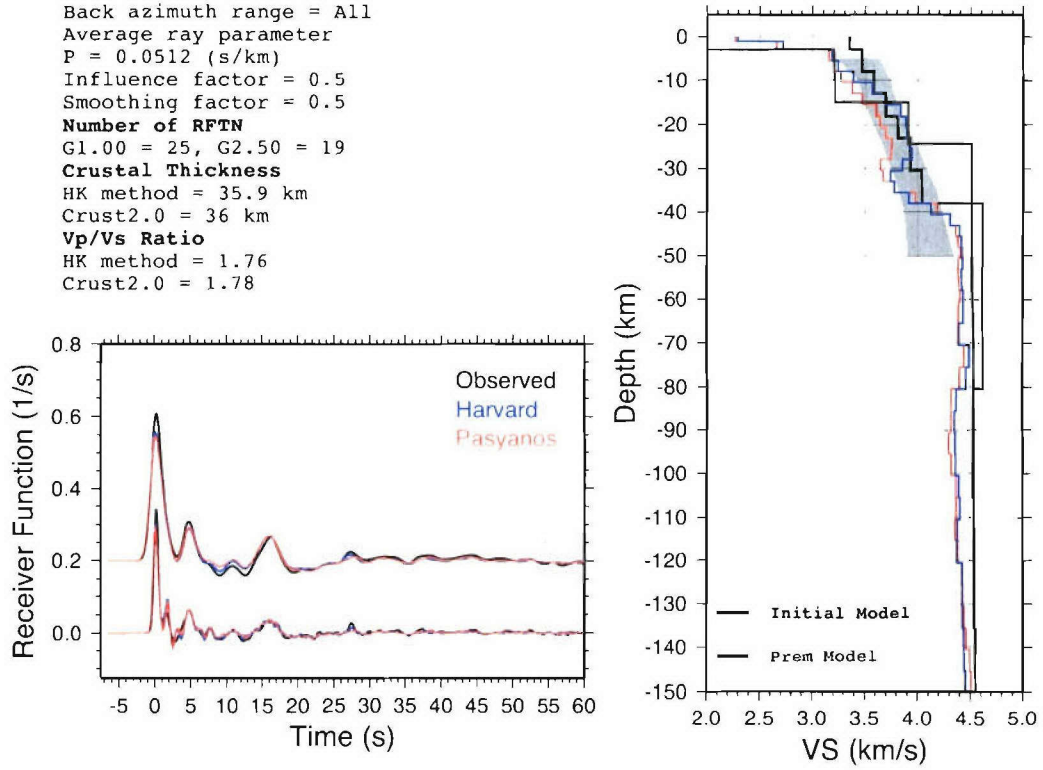 Back azimuth range = All
Average ray parameter
P = 0.0512 (s/km)
Influence factor = 0.5
Smoothing factor = 0.5
Number of RFTN
G1.00 = 25, G2.50 = 19
Crustal Thickness
HK method = 35.9 km
Crust2.0 = 36 km
Vp/Vs Ratio
HK method = 1.76
Crust2.0 = 1.78
Receiver Function (1/s)
0.8
0.6
0.4
0.2
0.0
Observed
Harvard
Pasyanos
-5 0 5 10 15 20 25 30 35 40 45 50 55 60
Time (s)
Depth (km)
0
-10
-20
-30
-40
-50
-60
-70
-80
-90
-100
-110
-120
-130
-140
-150
Initial Model
Prem Model
2.0 2.5 3.0 3.5 4.0 4.5 5.0
VS (km/s)